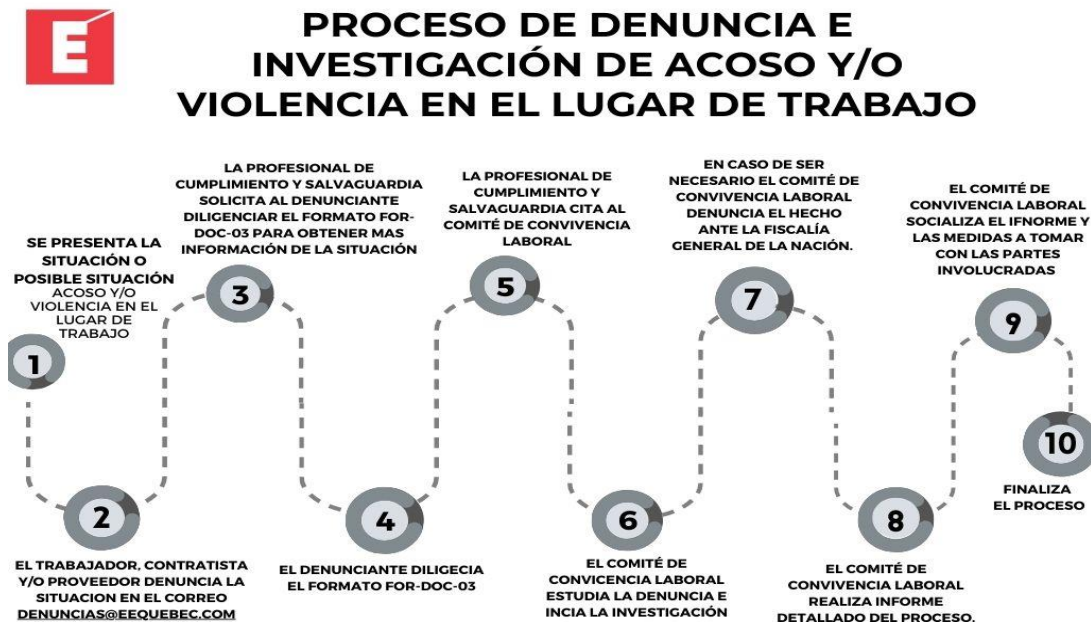 E
PROCESO DE DENUNCIA E
INVESTIGACIÓN DE ACOSO Y/O
VIOLENCIA EN EL LUGAR DE TRABAJO
SE PRESENTA LA
SITUACIÓN O
POSIBLE SITUACIÓN
ACOSO Y/O
VIOLENCIA EN EL
LUGAR DE
TRABAJO
1
2
EL TRABAJADOR, CONTRATISTA
Y/O PROVEEDOR DENUNCIA LA
SITUACION EN EL CORREO
DENUNCIAS@EEQUEBEC.COM
LA PROFESIONAL DE
CUMPLIMIENTO Y SALVAGUARDIA
SOLICITA AL DENUNCIANTE
DILIGENCIAR EL FORMATO FOR-
DOC-03 PARA OBTENER MAS
INFORMACIÓN DE LA SITUACIÓN
3
4
EL DENUNCIANTE DILIGECIA
EL FORMATO FOR-DOC-03
LA PROFESIONAL DE
CUMPLIMIENTO Y
SALVAGUARDIA CITA AL
COMITÉ DE CONVIVENCIA
LABORAL
5
6
EL COMITÉ DE
CONVICENCIA LABORAL
ESTUDIA LA DENUNCIA E
INCIA LA INVESTIGACIÓN
EN CASO DE SER
NECESARIO EL COMITÉ DE
CONVIVENCIA LABORAL
DENUNCIA EL HECHO
ANTE LA FISCALÍA
GENERAL DE LA NACIÓN.
7
8
EL COMITÉ DE
CONVIVENCIA LABORAL
REALIZA INFORME
DETALLADO DEL PROCESO.
EL COMITÉ DE
CONVIVENCIA LABORAL
SOCIALIZA EL IFNORME Y
LAS MEDIDAS A TOMAR
CON LAS PARTES
INVOLUCRADAS
9
10
FINALIZA
EL PROCESO